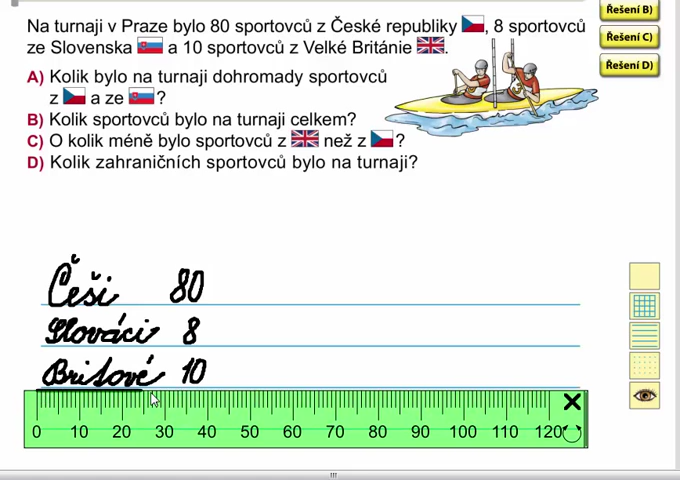 Na turnaji v Praze bylo 80 sportovců z České republiky , 8 sportovců
ze Slovenska a 10 sportovců z Velké Británie .
A) Kolik bylo na turnaji dohromady sportovců
z a ze ?
B) Kolik sportovců bylo na turnaji celkem?
C) O kolik méně bylo sportovců z než z ?
D) Kolik zahraničních sportovců bylo na turnaji?
Řešení B)
Řešení C)
Řešení D)
Češi 80
Slováci 8
Britové 10
0 10 20 30 40 50 60 70 80 90 100 110 120